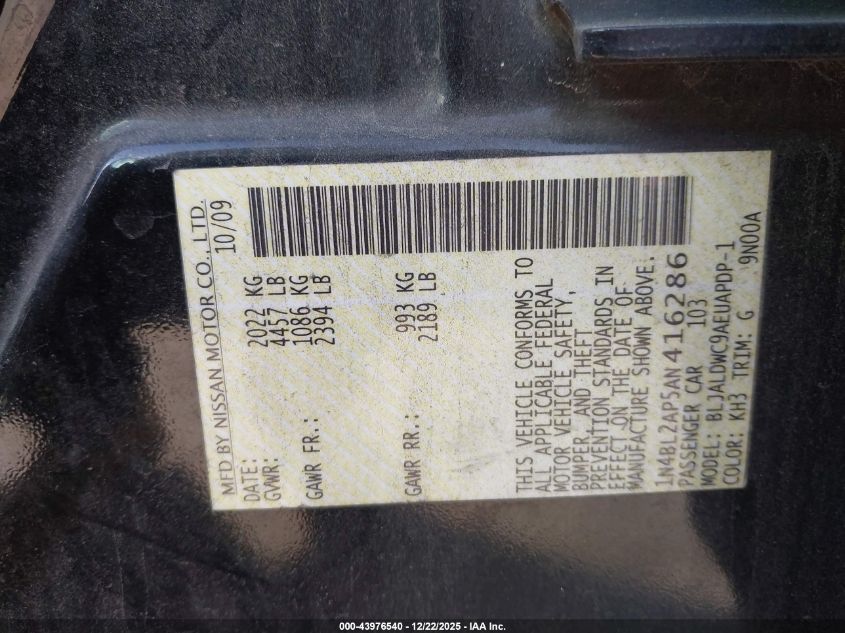 MFD BY NISSAN MOTOR CO., LTD.
DATE: 10/09
GVWR: 2022 KG
4457 LB
GAWR FR.: 1086 KG
2394 LB
GAWR RR.: 993 KG
2189 LB
THIS VEHICLE CONFORMS TO
ALL APPLICABLE FEDERAL
MOTOR VEHICLE SAFETY,
BUMPER, AND THEFT
PREVENTION STANDARDS IN
EFFECT ON THE DATE OF
MANUFACTURE SHOWN ABOVE.
1N4BL2AP5AN416286
PASSENGER CAR 103
MODEL: BLJALDWC9AEUAPDP-1
COLOR: KH3 TRIM: G 9N00A
000-43976540 - 12/22/2025 - IAA Inc.